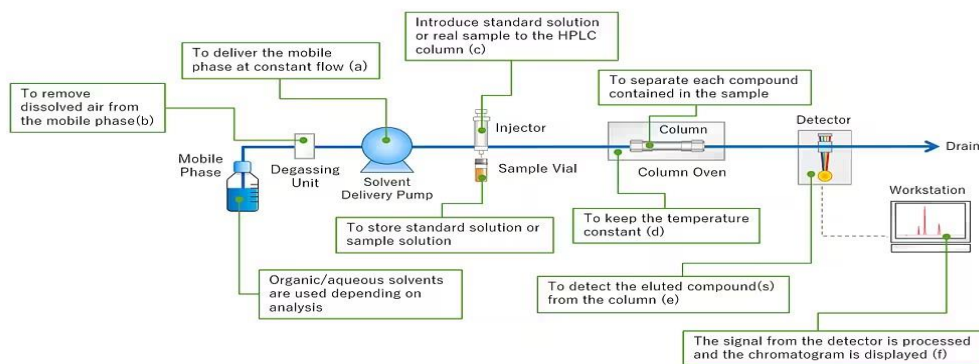 Introduce standard solution
or real sample to the HPLC
column (c)
To deliver the mobile
phase at constant flow (a)
To separate each compound
contained in the sample
To remove
dissolved air from
the mobile phase(b)
Injector
Column
Detector
Mobile
Phase
Degassing
Unit
Solvent
Delivery Pump
Sample Vial
Column Oven
Drain
Workstation
To store standard solution or
sample solution
To keep the temperature
constant (d)
Organic/aqueous solvents
are used depending on
analysis
To detect the eluted compound(s)
from the column (e)
The signal from the detector is processed
and the chromatogram is displayed (f)